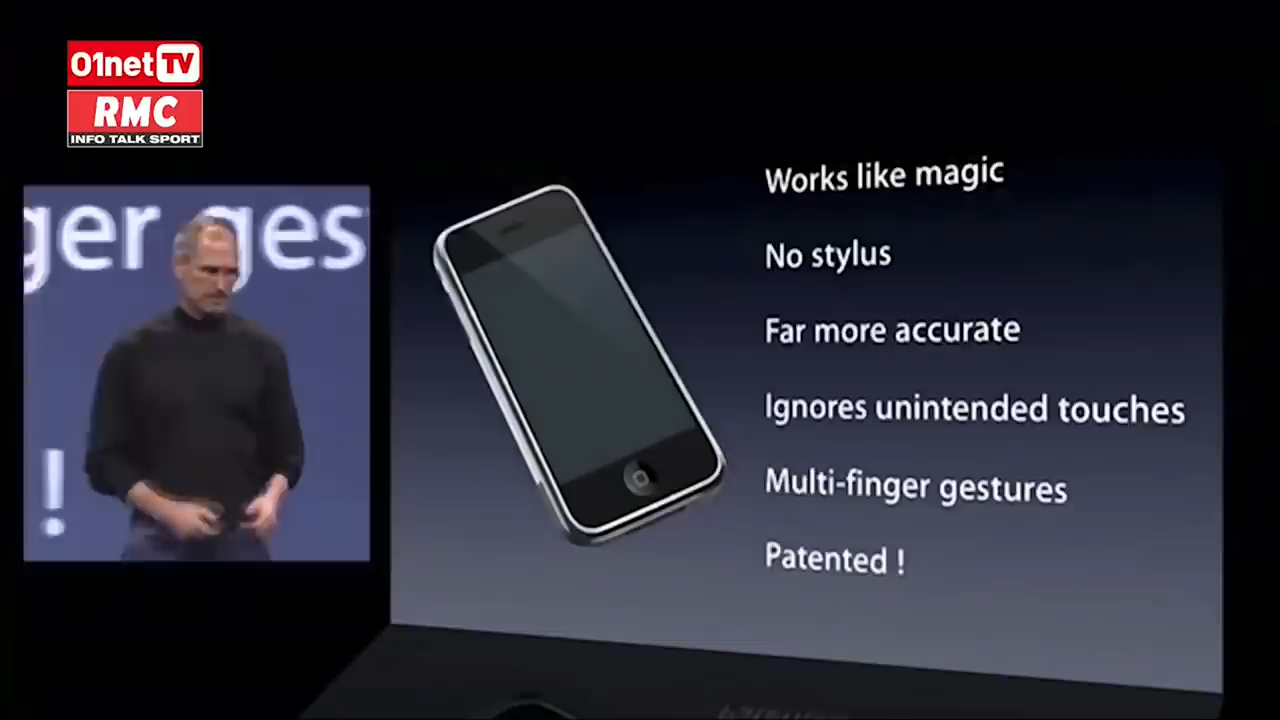 01net TV
RMC
INFO TALK SPORT
ger ges
!
Works like magic
No stylus
Far more accurate
Ignores unintended touches
Multi-finger gestures
Patented !